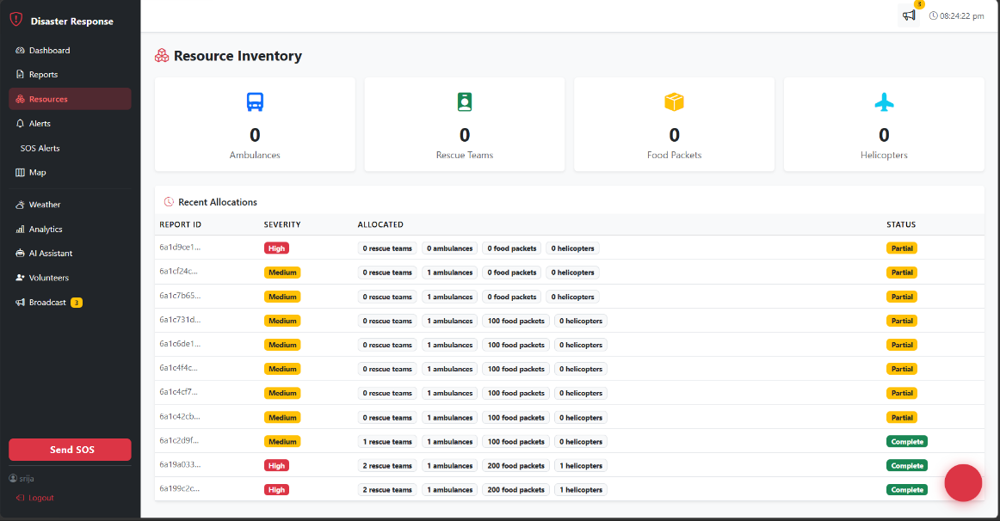 Disaster Response
3
08:24:22 pm
Dashboard
Reports
Resources
Alerts
SOS Alerts
Map
Weather
Analytics
AI Assistant
Volunteers
Broadcast 3
Send SOS
srija
Logout
Resource Inventory
0 0 0 0
Ambulances Rescue Teams Food Packets Helicopters
Recent Allocations
REPORT ID SEVERITY ALLOCATED STATUS
6a1d9ce1... High 0 rescue teams 0 ambulances 0 food packets 0 helicopters Partial
6a1cf24c... Medium 0 rescue teams 1 ambulances 0 food packets 0 helicopters Partial
6a1c7b65... Medium 0 rescue teams 1 ambulances 0 food packets 0 helicopters Partial
6a1c731d... Medium 0 rescue teams 1 ambulances 100 food packets 0 helicopters Partial
6a1c6de1... Medium 0 rescue teams 1 ambulances 100 food packets 0 helicopters Partial
6a1c4f4c... Medium 0 rescue teams 1 ambulances 100 food packets 0 helicopters Partial
6a1c4cf7... Medium 0 rescue teams 1 ambulances 100 food packets 0 helicopters Partial
6a1c42cb... Medium 0 rescue teams 1 ambulances 100 food packets 0 helicopters Partial
6a1c2d9f... Medium 1 rescue teams 1 ambulances 100 food packets 0 helicopters Complete
6a19a033... High 2 rescue teams 1 ambulances 200 food packets 1 helicopters Complete
6a199c2c... High 2 rescue teams 1 ambulances 200 food packets 1 helicopters Complete